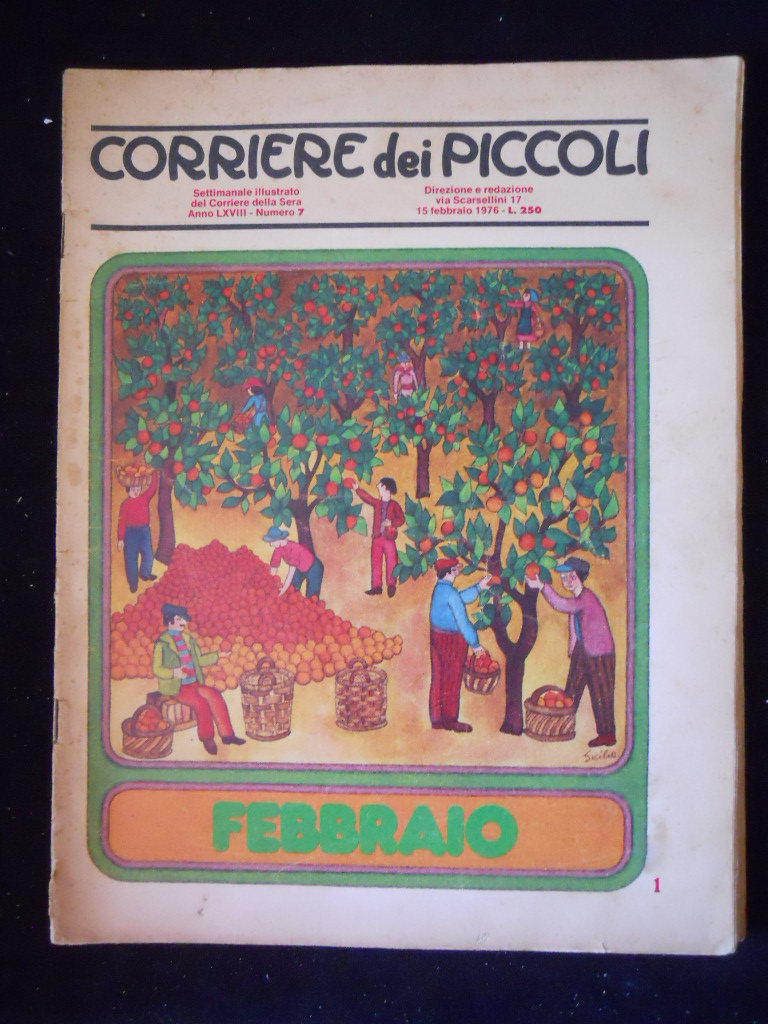 CORRIERE dei PICCOLI
Settimanale illustrato
del Corriere della Sera
Anno LXVIII - Numero 7
Direzione e redazione
via Scarsellini 17
15 febbraio 1976 - L. 250
Sicilia
FEBBRAIO
1